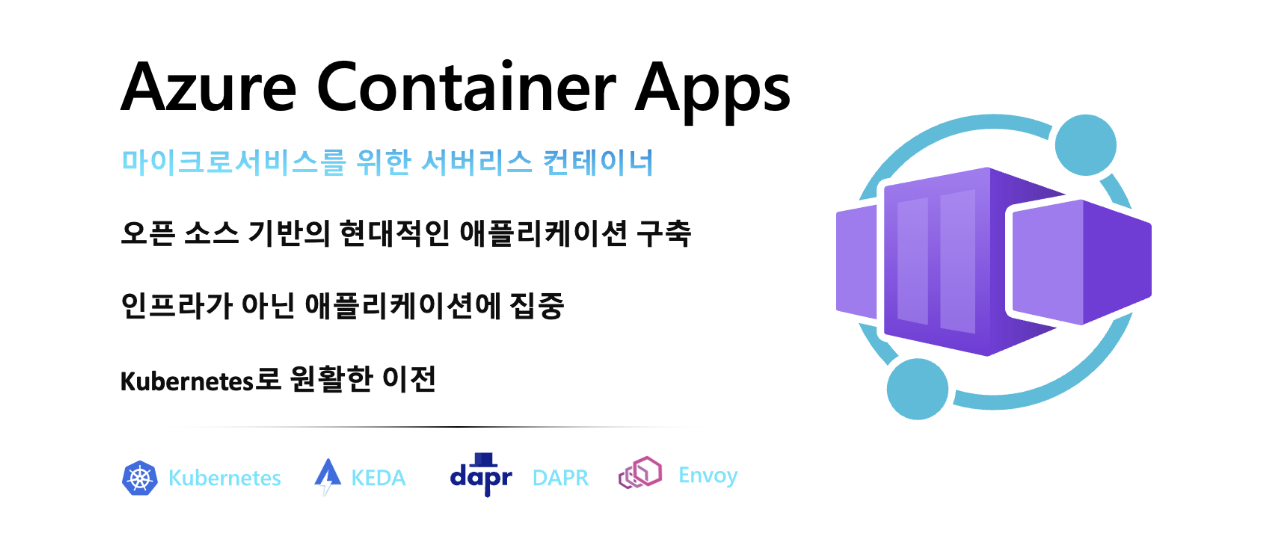 Azure Container Apps
마이크로서비스를 위한 서버리스 컨테이너
오픈 소스 기반의 현대적인 애플리케이션 구축
인프라가 아닌 애플리케이션에 집중
Kubernetes로 원활한 이전
Kubernetes KEDA dapr DAPR Envoy